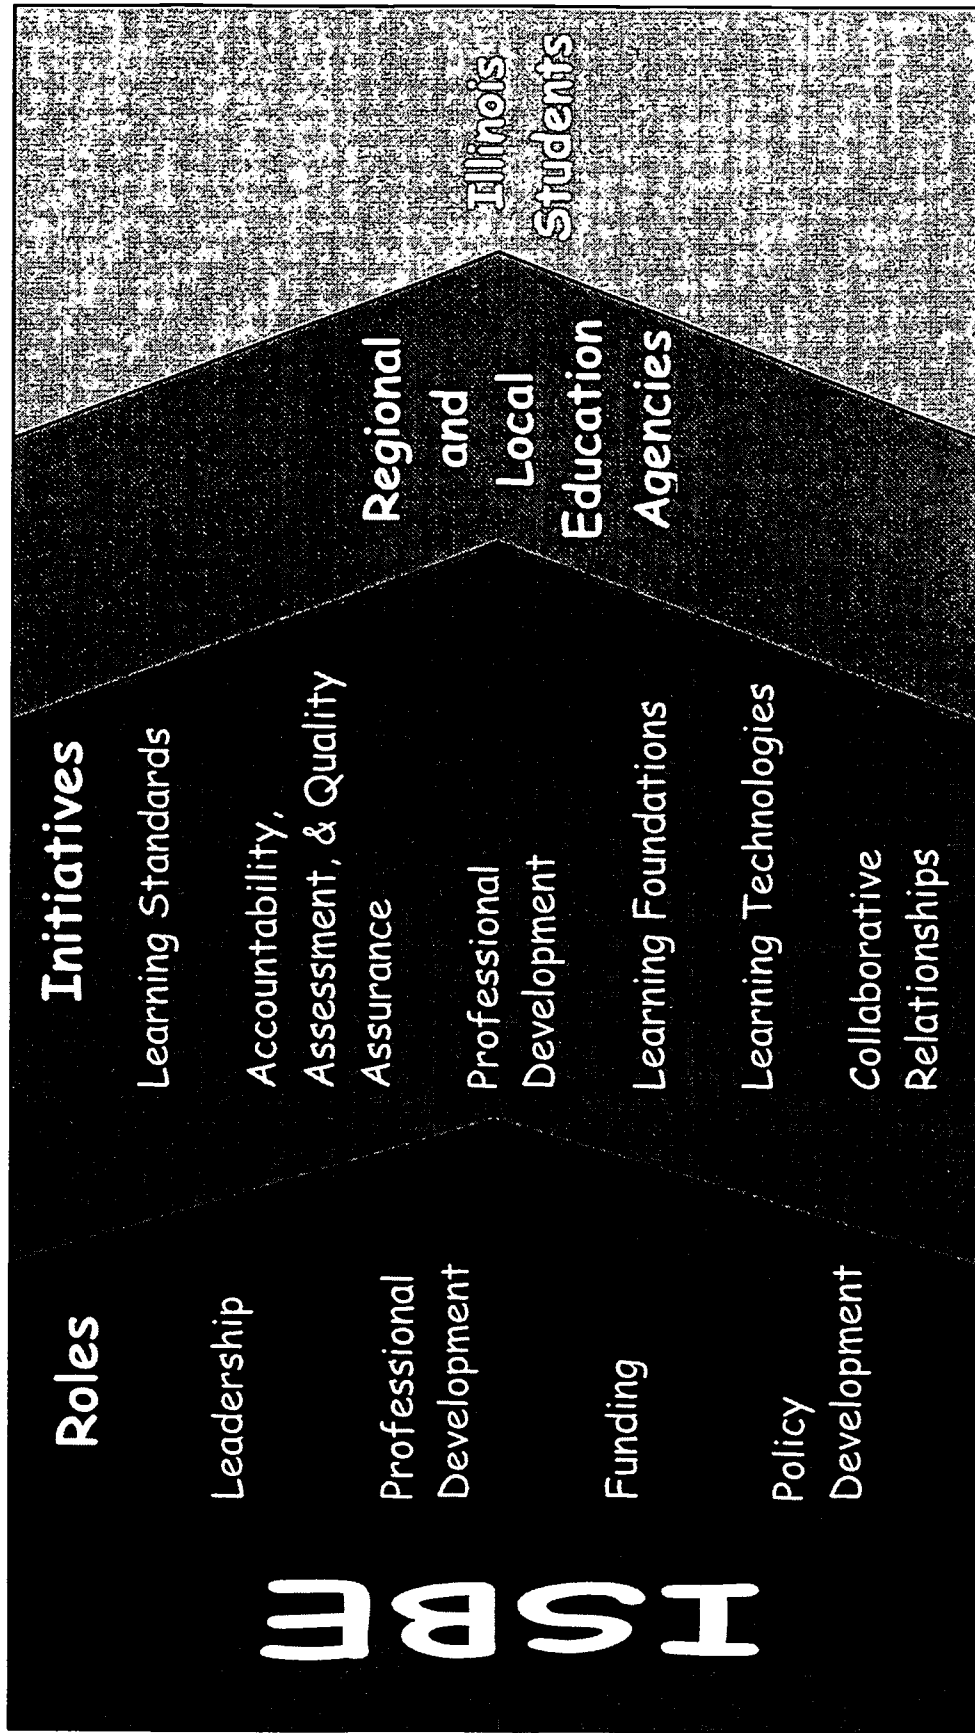 ISBE
Roles
Leadership
Professional
Development
Funding
Policy
Development
Initiatives
Learning Standards
Accountability,
Assessment, & Quality
Assurance
Professional
Development
Learning Foundations
Learning Technologies
Collaborative
Relationships
Regional
and
Local
Education
Agencies
Illinois
Students